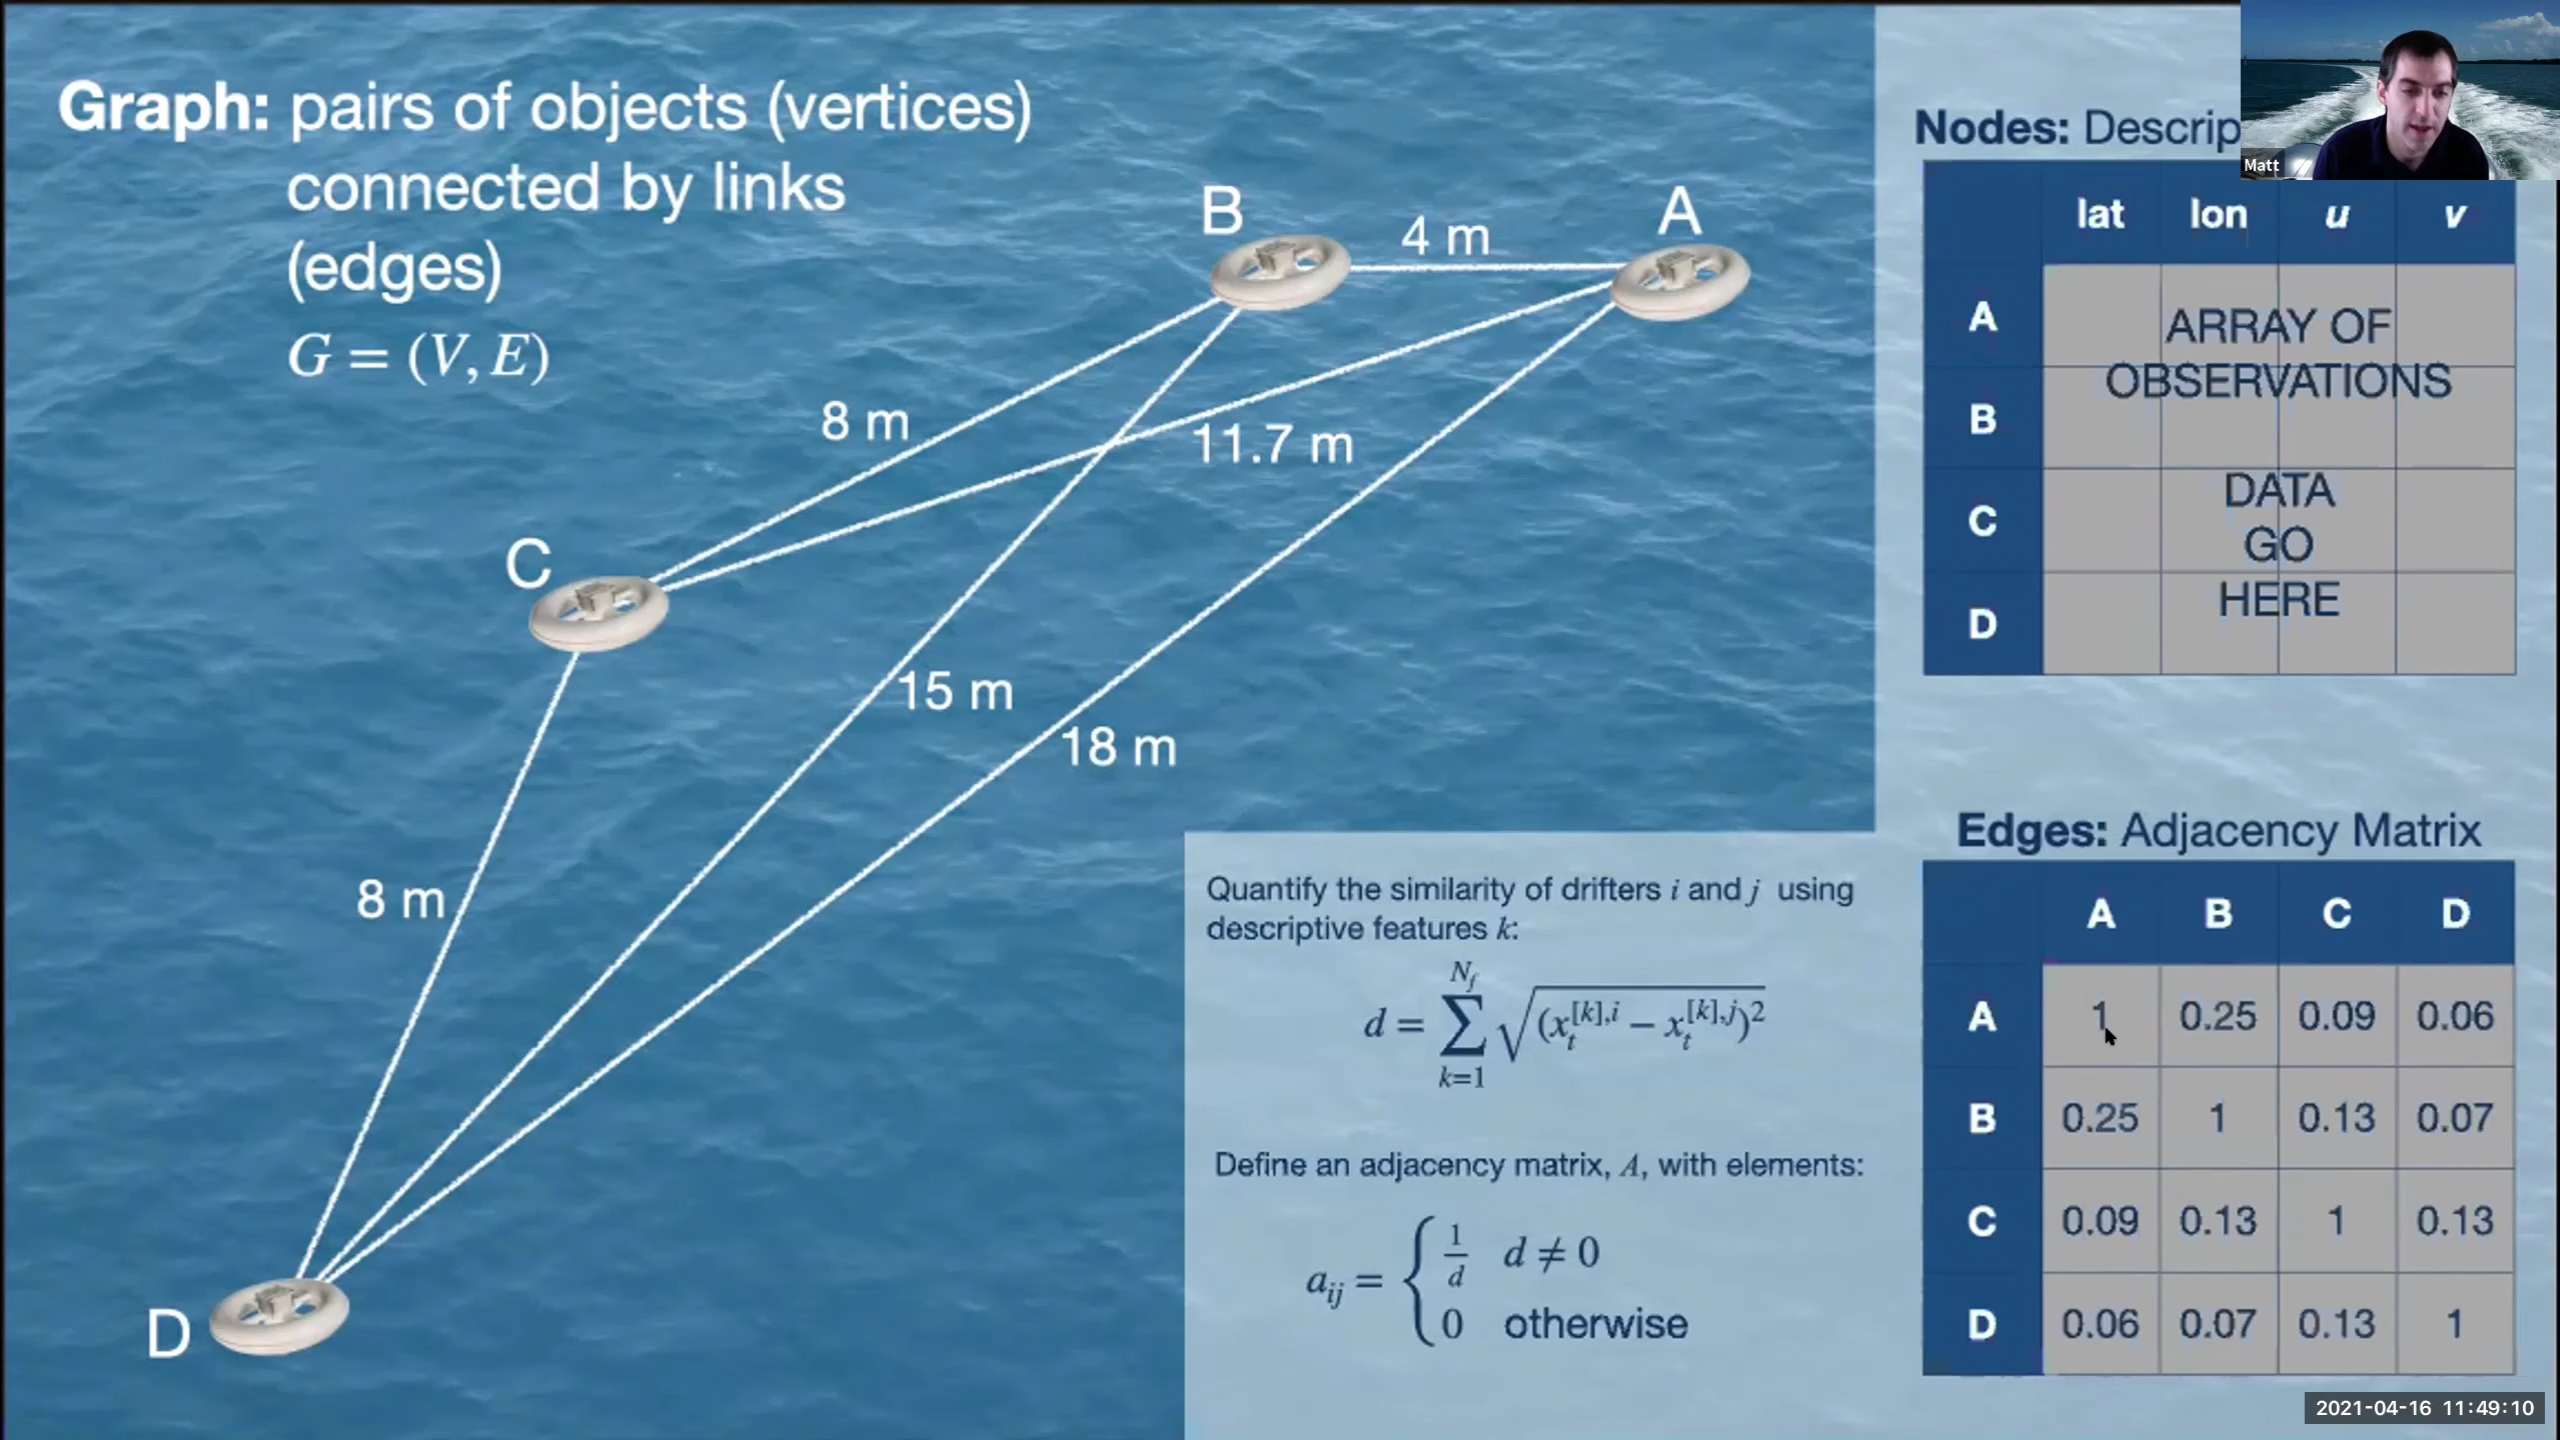 Graph: pairs of objects (vertices)
connected by links
(edges)
G = (V, E)
B
A
4 m
8 m
11.7 m
C
15 m
18 m
8 m
D
Nodes: Descrip
lat lon u v
A
B
C
D
ARRAY OF
OBSERVATIONS
DATA
GO
HERE
Matt
Quantify the similarity of drifters i and j using
descriptive features k:
d = \sum_{k=1}^{N_f} \sqrt{(x_t^{[k],i} − x_t^{[k],j})^2}
Define an adjacency matrix, A, with elements:
a_{ij} = { 1/d d ≠ 0
0 otherwise
Edges: Adjacency Matrix
A B C D
A 1 0.25 0.09 0.06
B 0.25 1 0.13 0.07
C 0.09 0.13 1 0.13
D 0.06 0.07 0.13 1
2021-04-16 11:49:10